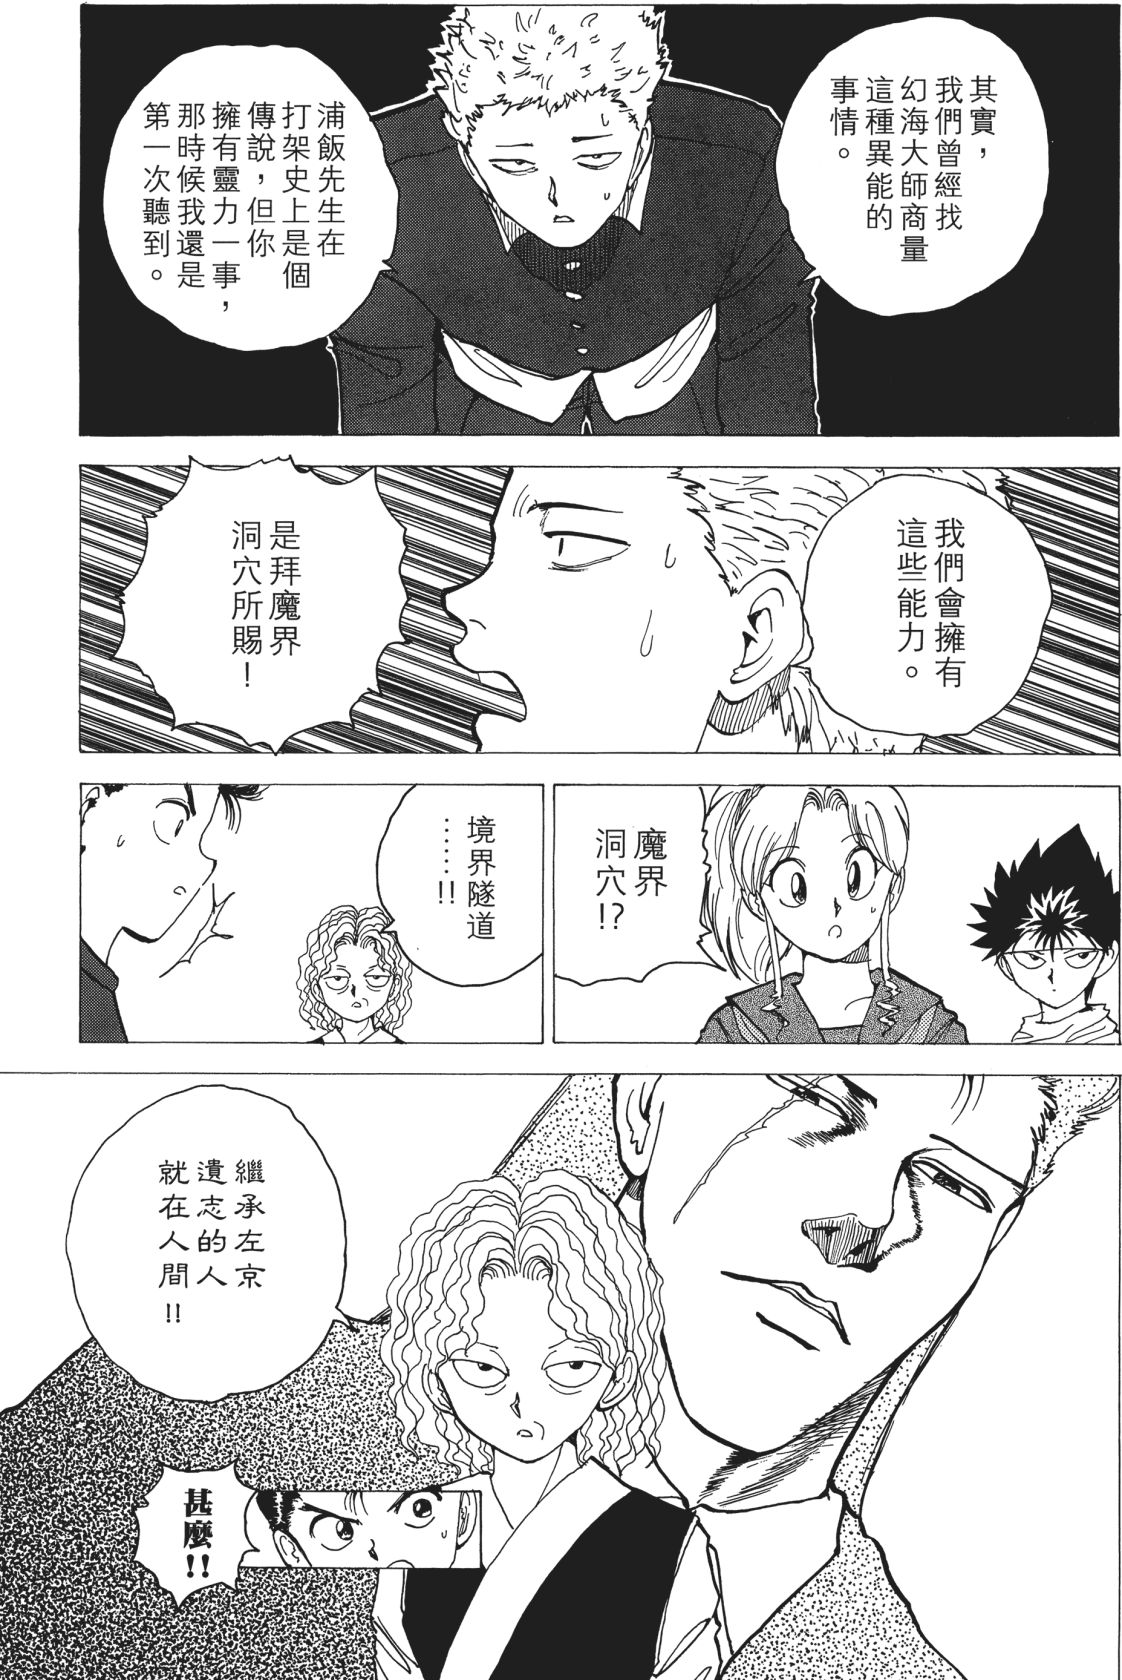 其實，
我們曾經找
幻海大師商量
這種異能的
事情。
浦飯先生在
打架史上是個
傳說，但你
擁有靈力一事，
那時候我還是
第一次聽到。
我們會擁有
這些能力。
是拜魔界
洞穴所賜！
魔界
洞穴!?
境界隧道
……!!
繼承左京
遺志的人
就在人間!!
甚麼!!